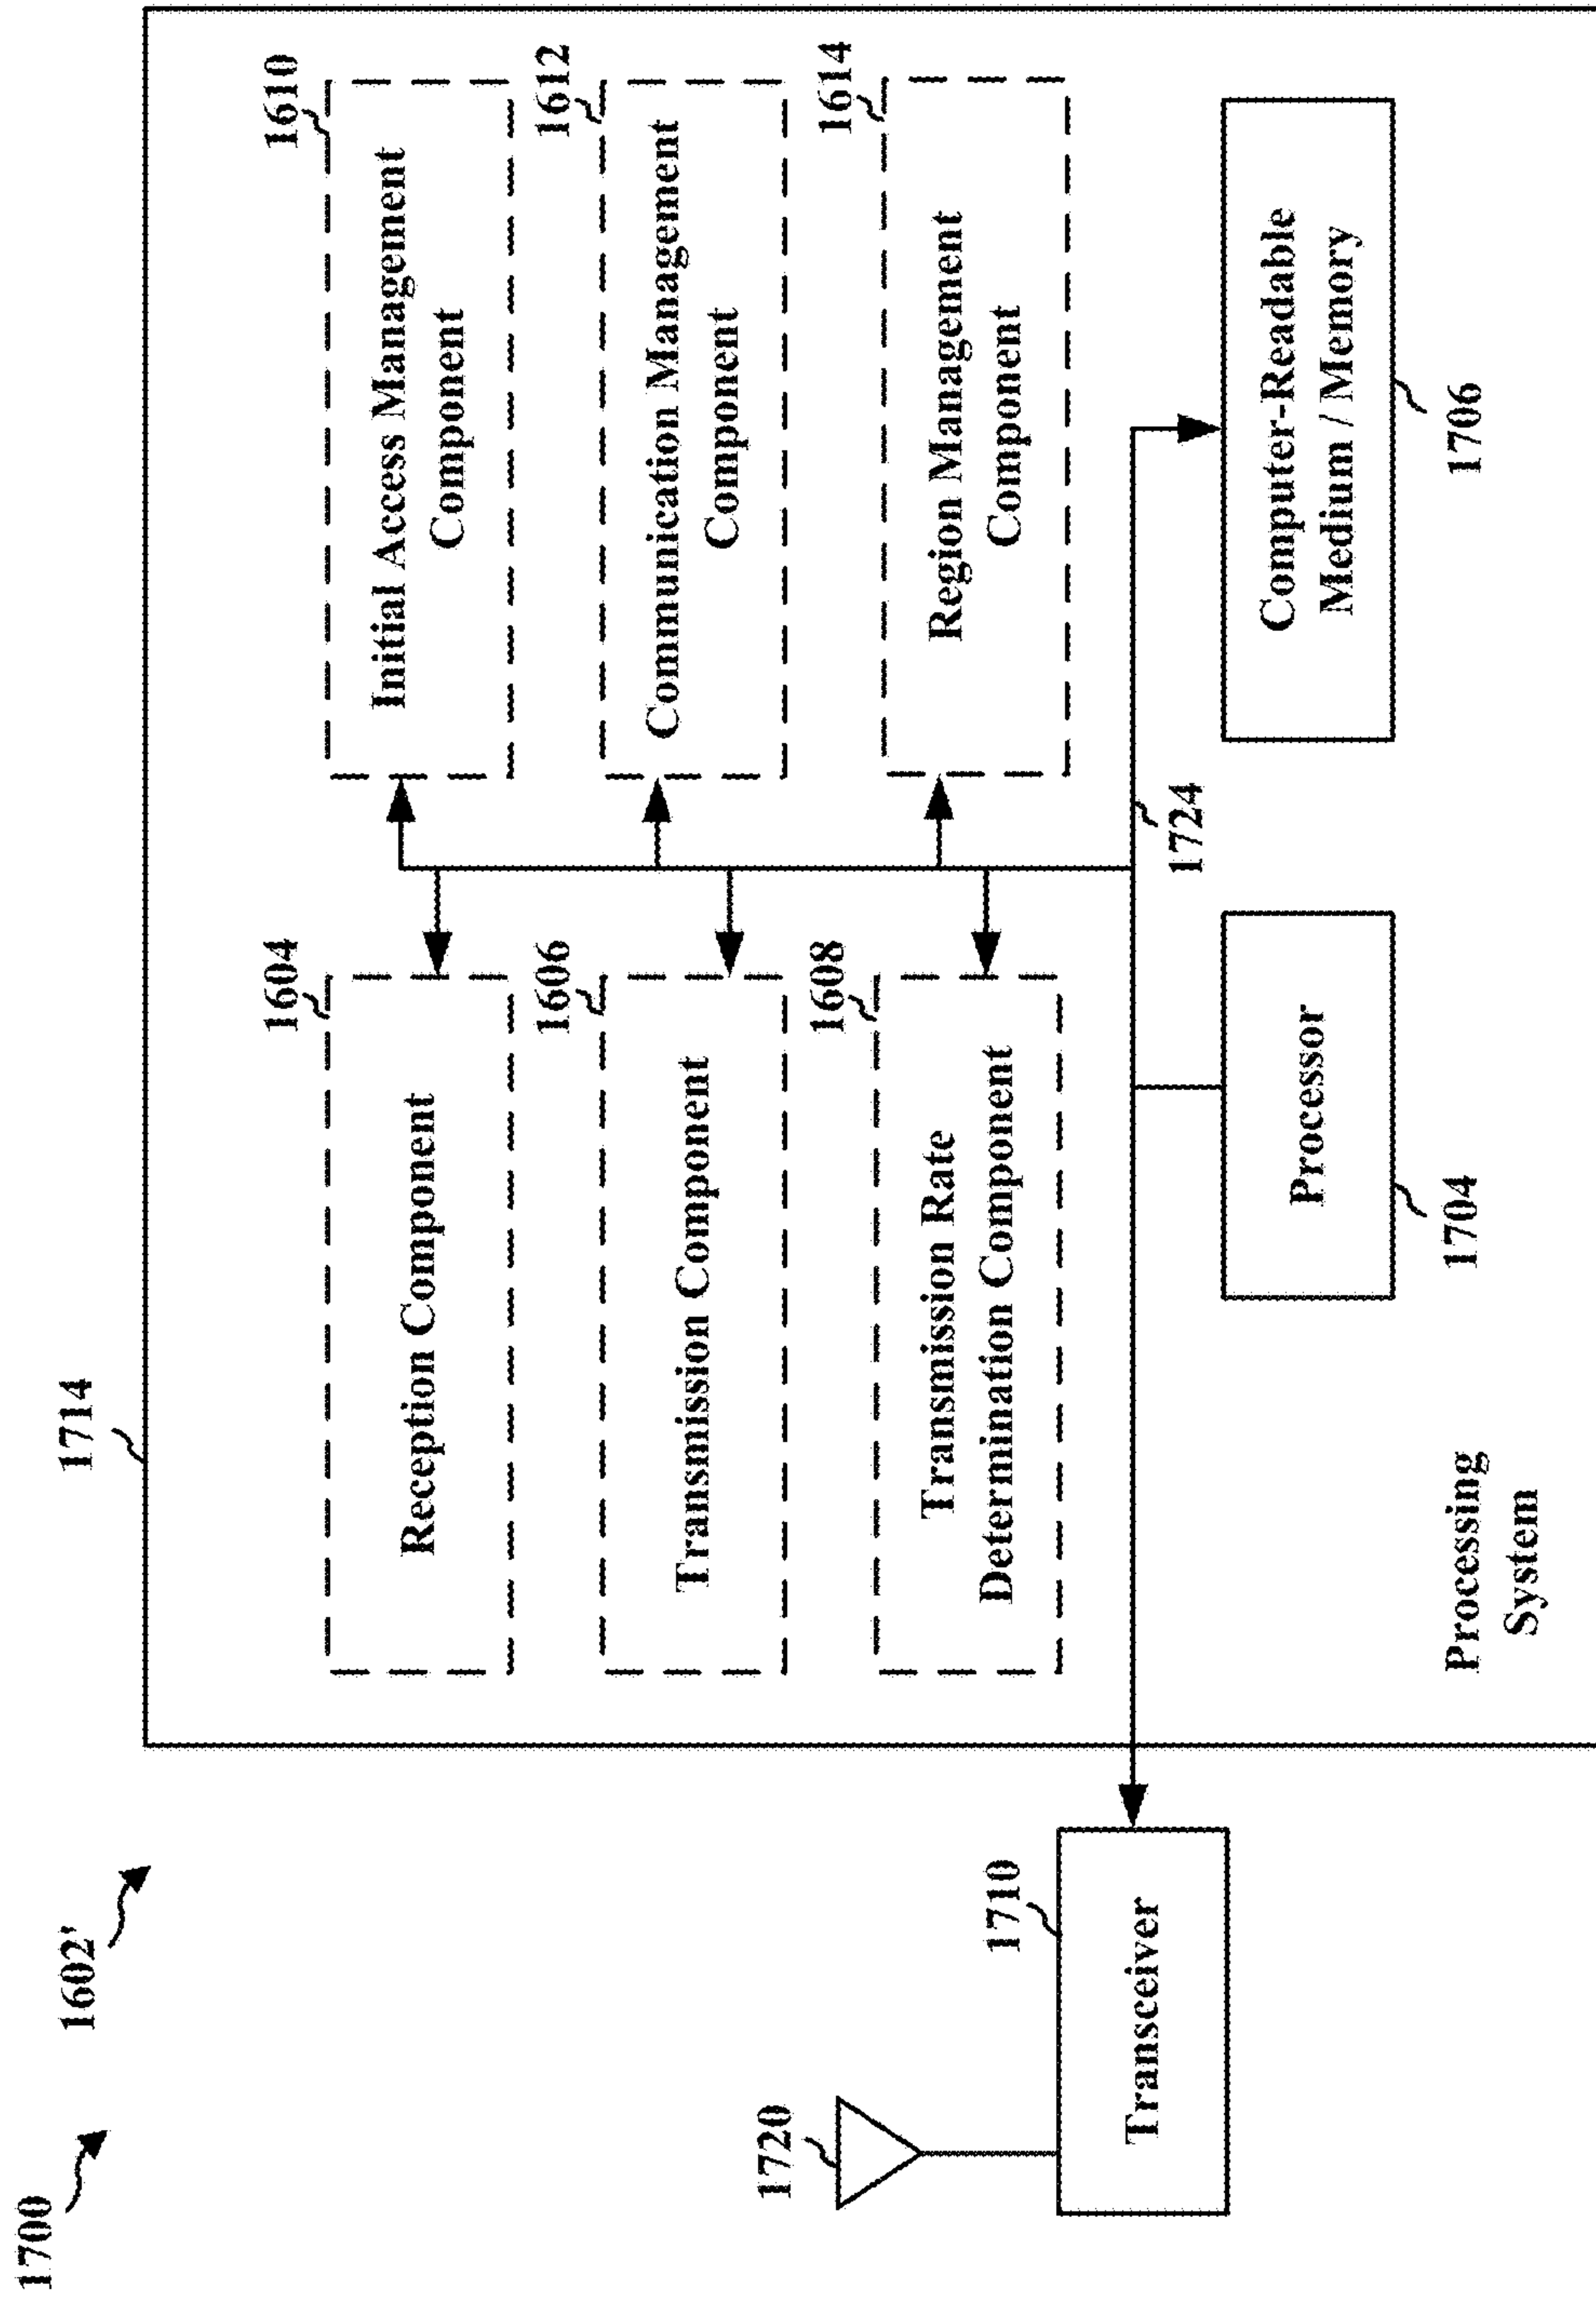 1700
1602'
1714
1604
Reception Component
1610
Initial Access Management
Component
1606
Transmission Component
1612
Communication Management
Component
1608
Transmission Rate
Determination Component
1614
Region Management
Component
1720
1710
Transceiver
1724
Processor
1704
Computer-Readable
Medium / Memory
1706
Processing
System